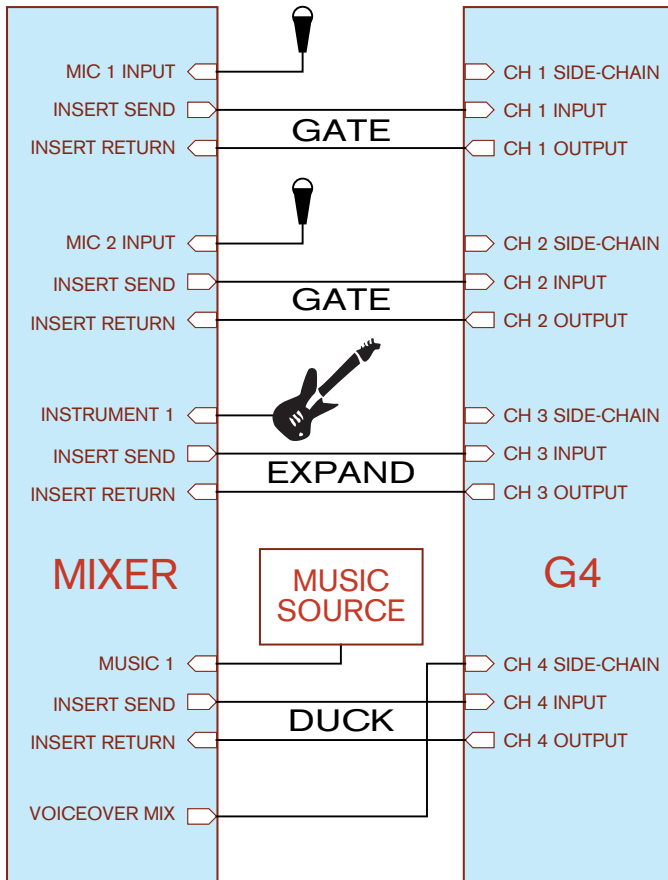 MIC 1 INPUT
CH 1 SIDE-CHAIN
INSERT SEND
CH 1 INPUT
GATE
INSERT RETURN
CH 1 OUTPUT
MIC 2 INPUT
CH 2 SIDE-CHAIN
INSERT SEND
CH 2 INPUT
GATE
INSERT RETURN
CH 2 OUTPUT
INSTRUMENT 1
CH 3 SIDE-CHAIN
INSERT SEND
CH 3 INPUT
EXPAND
INSERT RETURN
CH 3 OUTPUT
MIXER
MUSIC
SOURCE
G4
MUSIC 1
CH 4 SIDE-CHAIN
INSERT SEND
CH 4 INPUT
DUCK
INSERT RETURN
CH 4 OUTPUT
VOICEOVER MIX